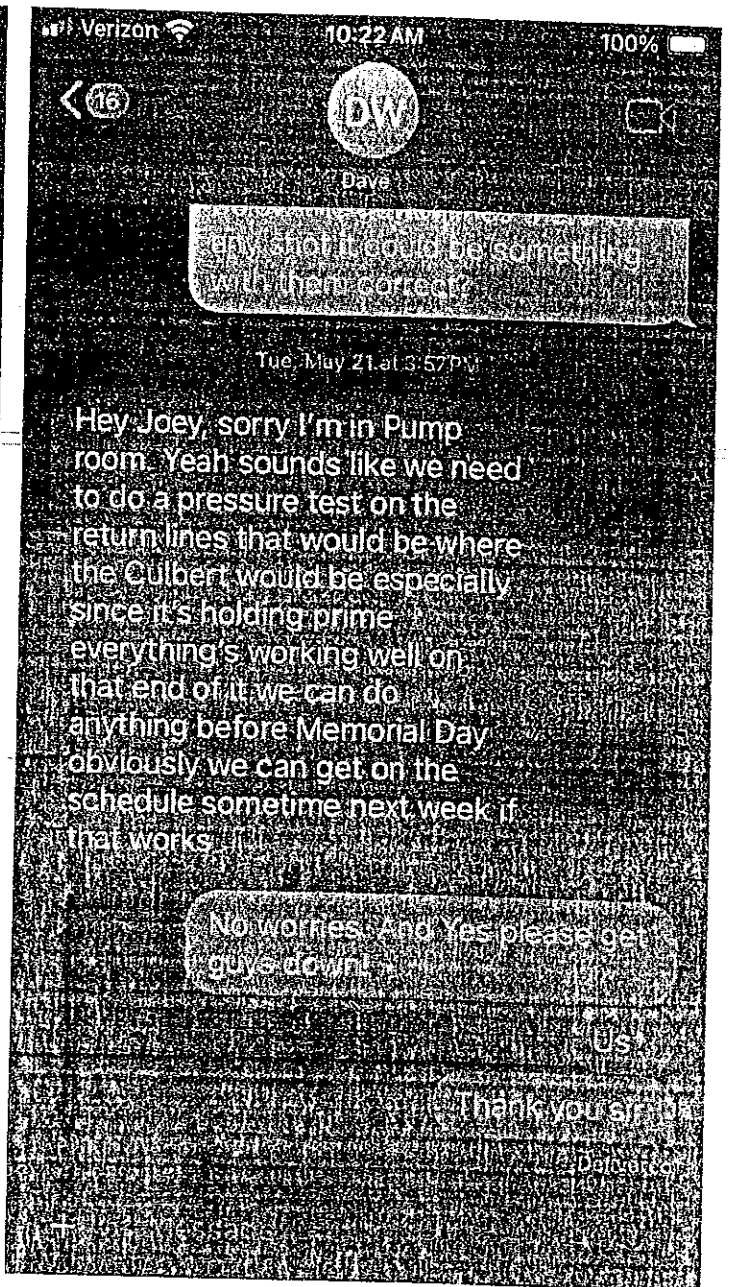 Verizon 10:22 AM 100%
16
DW
Dave
any shot it could be something
with them correct?
Tue, May 21 at 3:57 PM
Hey Joey, sorry I'm in Pump
room. Yeah sounds like we need
to do a pressure test on the
return lines that would be where
the Culbert would be especially
since it's holding prime
everything's working well on
that end of it we can do
anything before Memorial Day
obviously we can get on the
schedule sometime next week if
that works
No worries. And Yes please get
guys down!
Us*
Thank you sir
Delivered